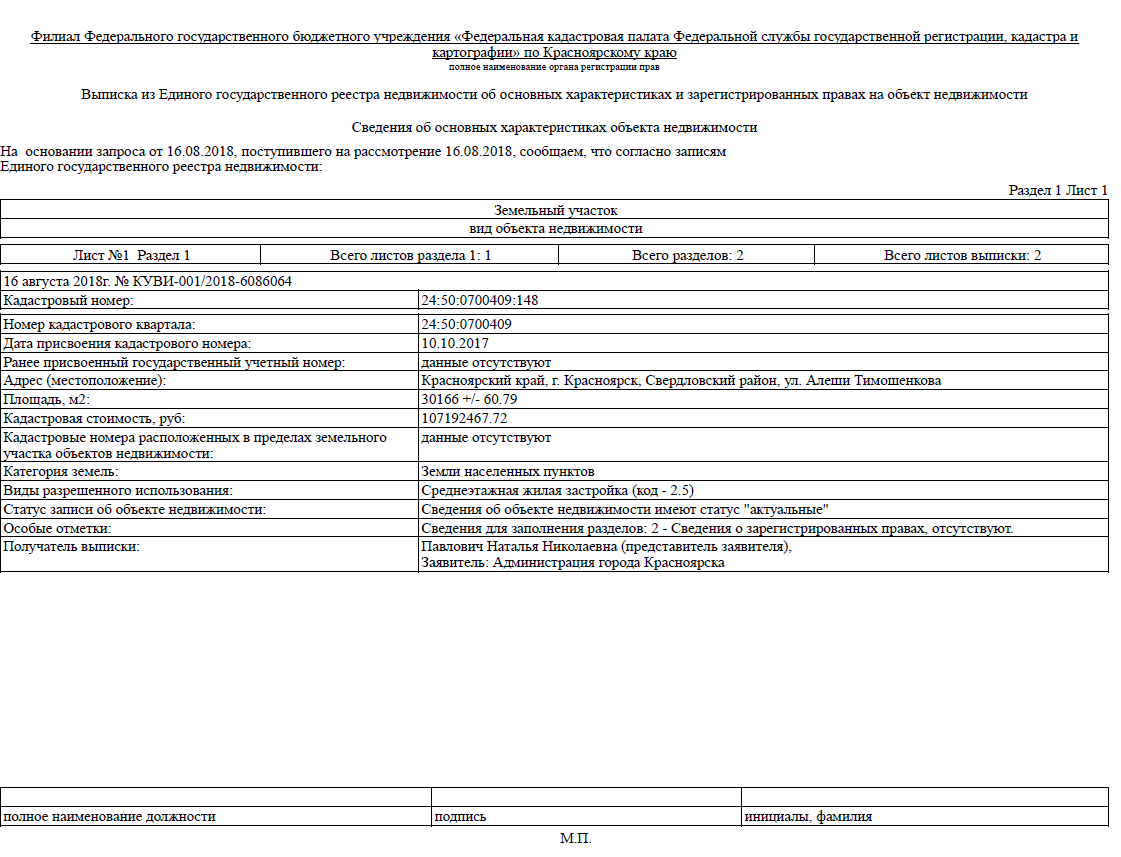 Филиал Федерального государственного бюджетного учреждения «Федеральная кадастровая палата Федеральной службы государственной регистрации, кадастра и
картографии» по Красноярскому краю
полное наименование органа регистрации прав
Выписка из Единого государственного реестра недвижимости об основных характеристиках и зарегистрированных правах на объект недвижимости
Сведения об основных характеристиках объекта недвижимости
На основании запроса от 16.08.2018, поступившего на рассмотрение 16.08.2018, сообщаем, что согласно записям
Единого государственного реестра недвижимости:
Раздел 1 Лист 1
Земельный участок
вид объекта недвижимости
Лист №1 Раздел 1 Всего листов раздела 1: 1 Всего разделов: 2 Всего листов выписки: 2
16 августа 2018г. № КУВИ-001/2018-6086064
Кадастровый номер: 24:50:0700409:148
Номер кадастрового квартала: 24:50:0700409
Дата присвоения кадастрового номера: 10.10.2017
Ранее присвоенный государственный учетный номер: данные отсутствуют
Адрес (местоположение): Красноярский край, г. Красноярск, Свердловский район, ул. Алеши Тимошенкова
Площадь, м2: 30166 +/- 60.79
Кадастровая стоимость, руб: 107192467.72
Кадастровые номера расположенных в пределах земельного данные отсутствуют
участка объектов недвижимости:
Категория земель: Земли населенных пунктов
Виды разрешенного использования: Среднеэтажная жилая застройка (код - 2.5)
Статус записи об объекте недвижимости: Сведения об объекте недвижимости имеют статус "актуальные"
Особые отметки: Сведения для заполнения разделов: 2 - Сведения о зарегистрированных правах, отсутствуют.
Получатель выписки: Павлович Наталья Николаевна (представитель заявителя),
Заявитель: Администрация города Красноярска
полное наименование должности подпись инициалы, фамилия
М.П.